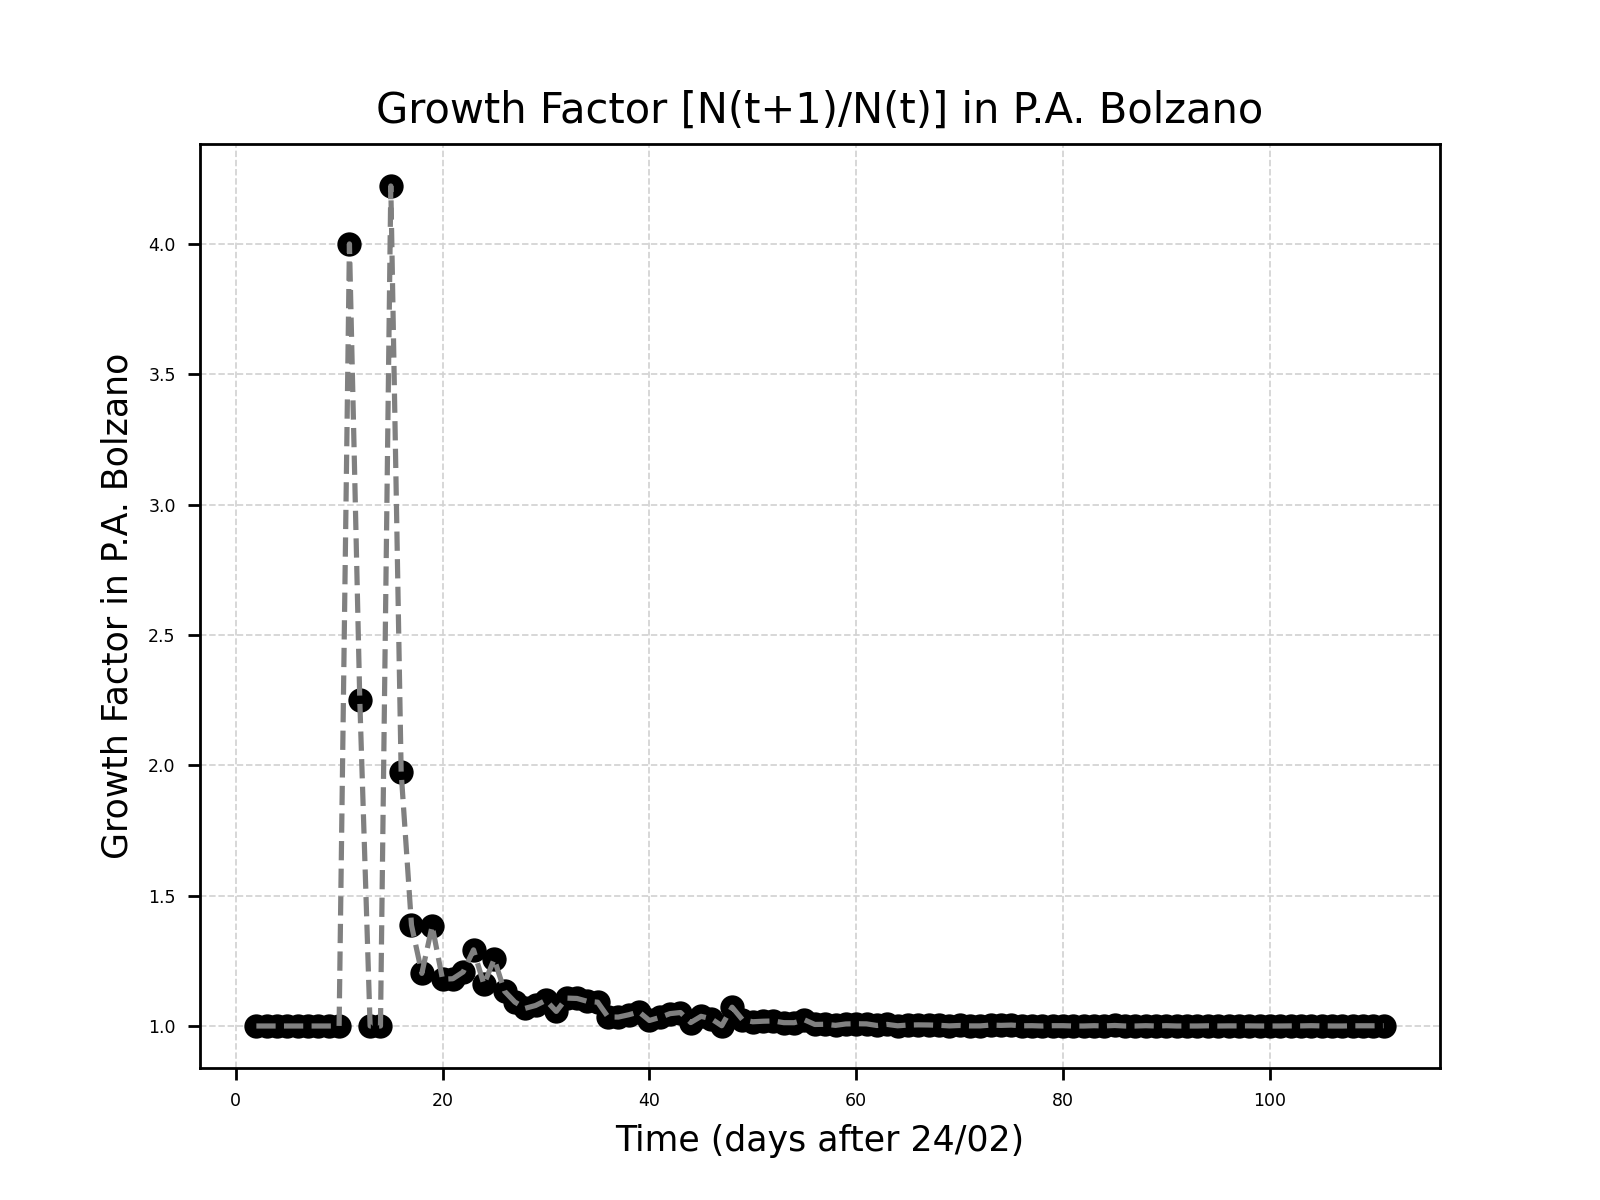 Growth Factor [N(t+1)/N(t)] in P.A. Bolzano
Growth Factor in P.A. Bolzano
4.0
3.5
3.0
2.5
2.0
1.5
1.0
0 20 40 60 80 100
Time (days after 24/02)